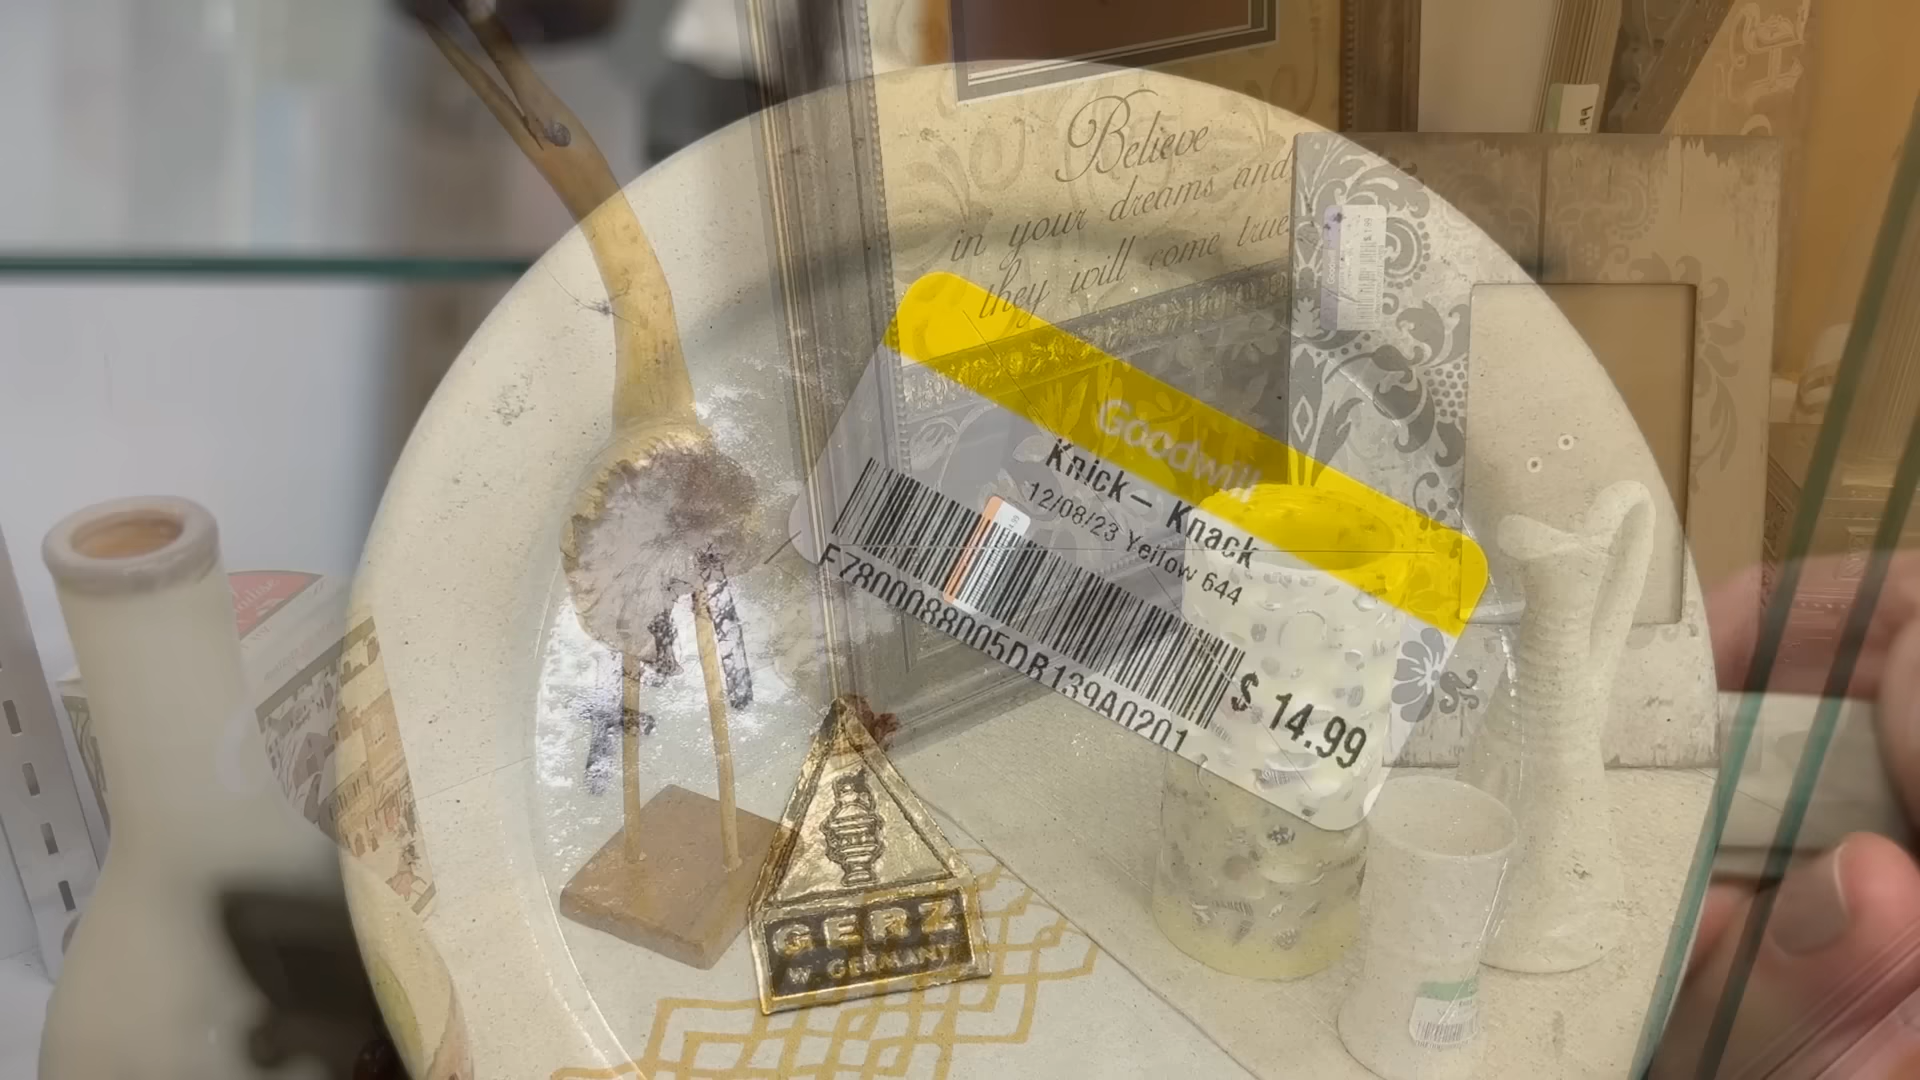 Believe
in your dreams and
they will come true
Goodwill
Knick- Knack
12/08/23 Yellow 644
F7800088005DB139A0201
$ 14.99
GERZ
W. GERMANY